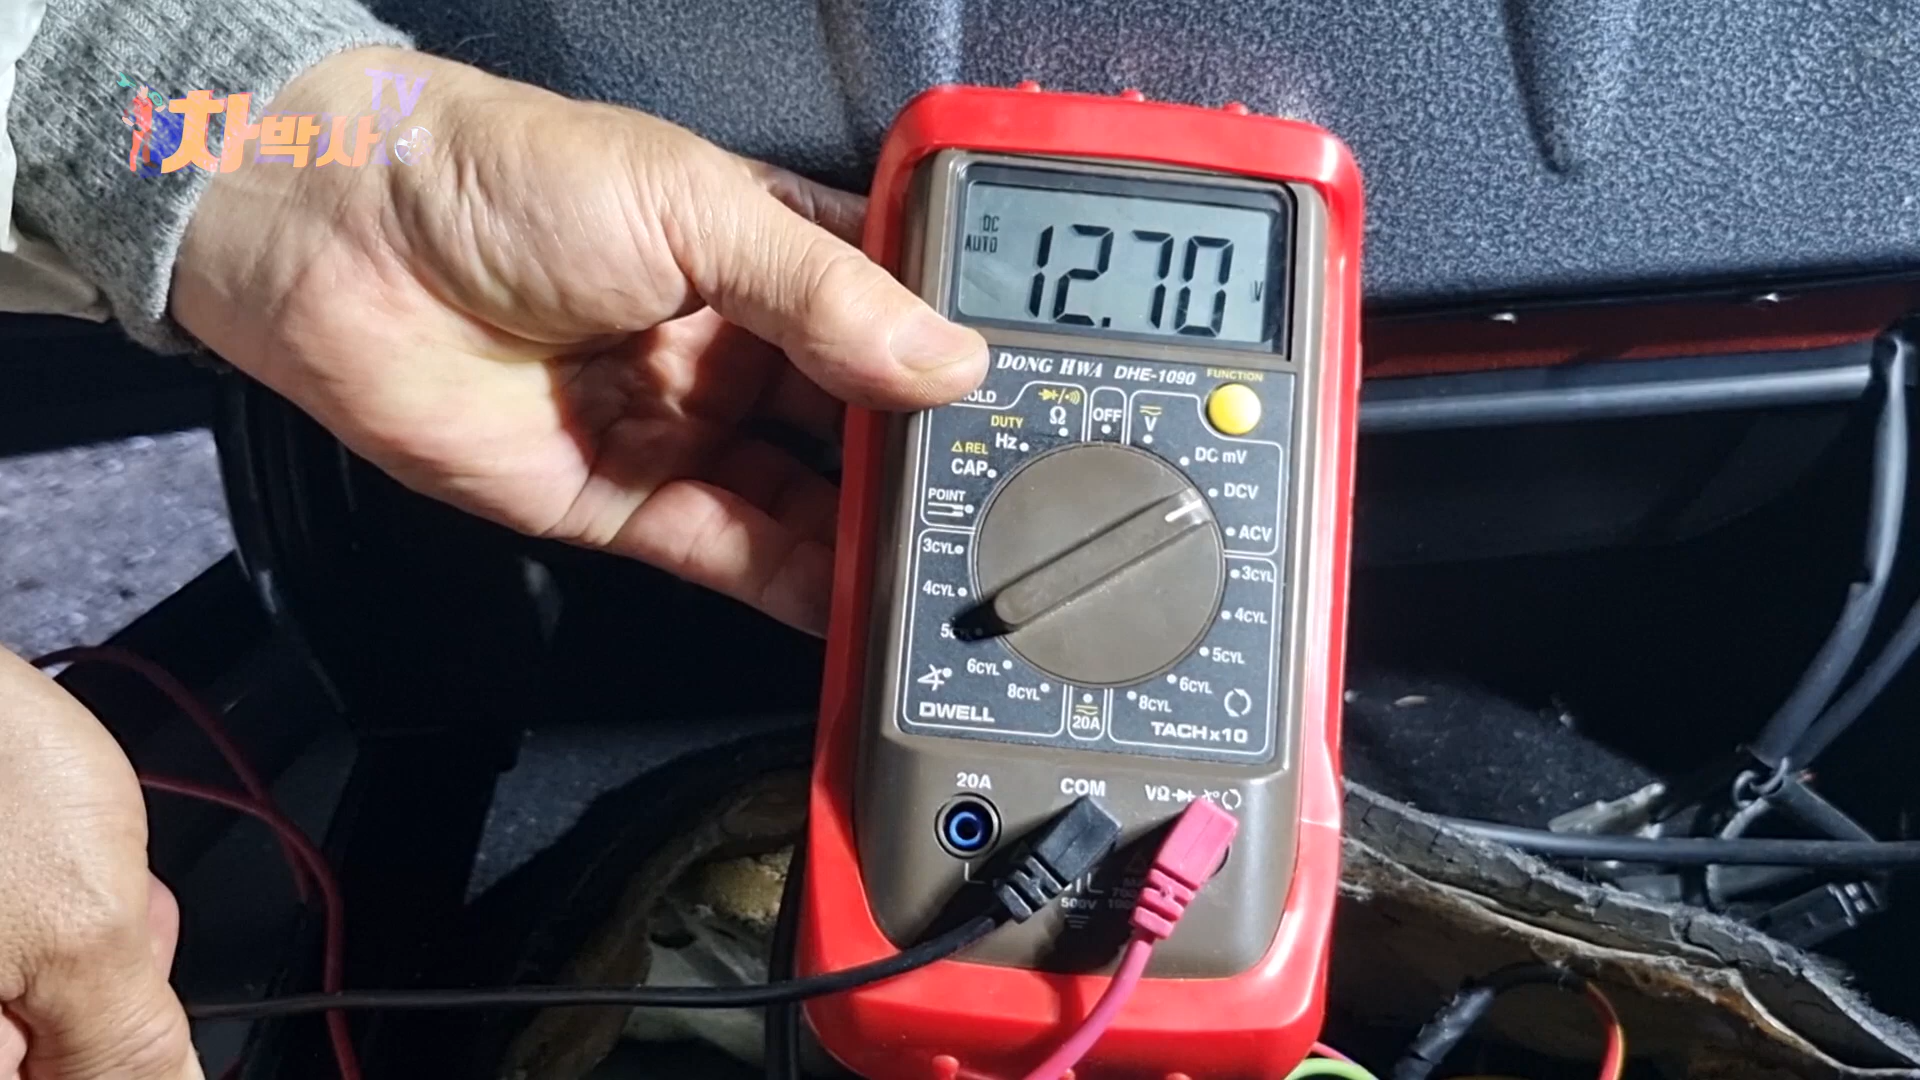 TV
차박사
DC
AUTO
12.70
V
DONG HWA DHE-1090
FUNCTION
Ω
OFF
V
DUTY
Hz
DC mV
△REL
CAP
DCV
POINT
ACV
3CYL
3CYL
4CYL
4CYL
5CYL
6CYL
6CYL
8CYL
8CYL
DWELL
20A
TACHx10
20A
COM
VΩ
500V